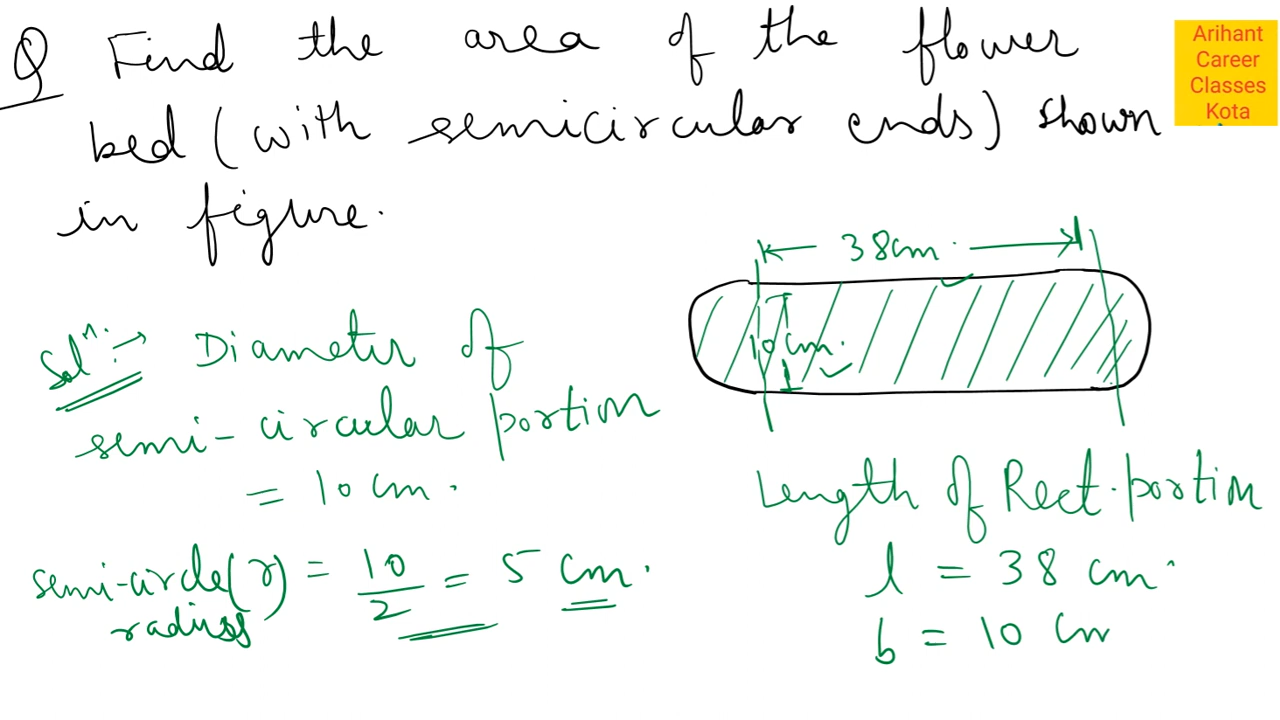 Q Find the area of the flower
bed (with semicircular ends) shown
in figure.
Arihant
Career
Classes
Kota
38cm.
10cm.
Solⁿ:→ Diameter of
semi-circular portion
= 10 cm.
semi-circle(r) = 10/2 = 5 cm.
radius
Length of Rect. portion
l = 38 cm.
b = 10 cm